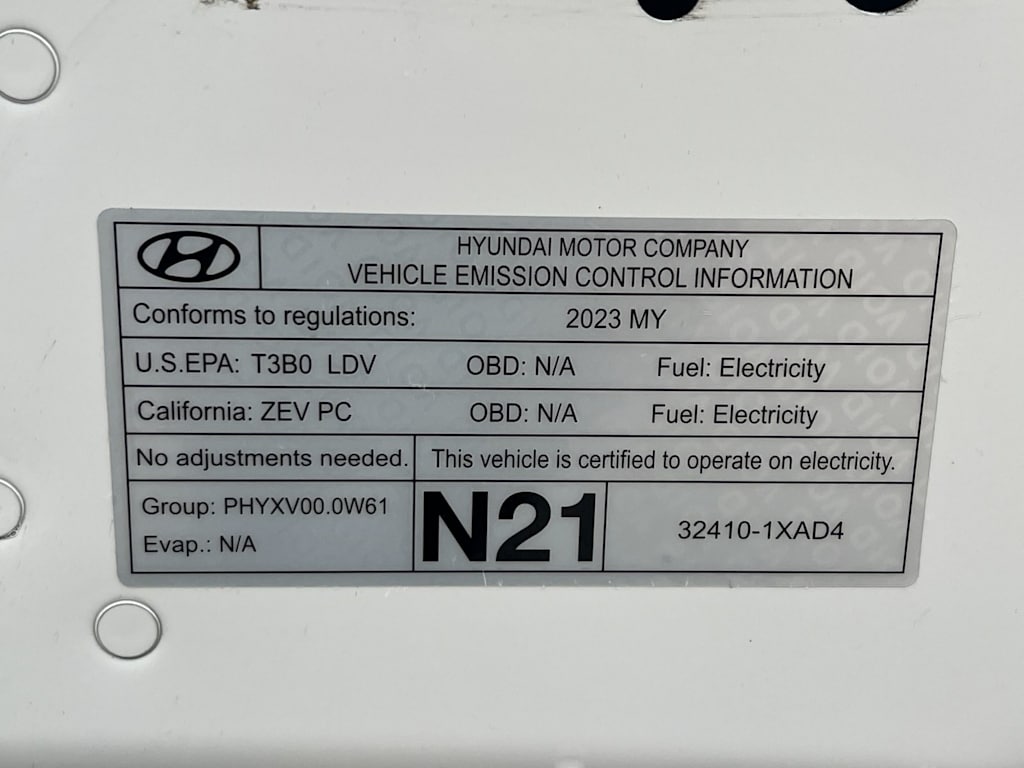 HYUNDAI MOTOR COMPANY
VEHICLE EMISSION CONTROL INFORMATION
Conforms to regulations: 2023 MY
U.S.EPA: T3B0 LDV OBD: N/A Fuel: Electricity
California: ZEV PC OBD: N/A Fuel: Electricity
No adjustments needed. This vehicle is certified to operate on electricity.
Group: PHYXV00.0W61
Evap.: N/A
N21
32410-1XAD4